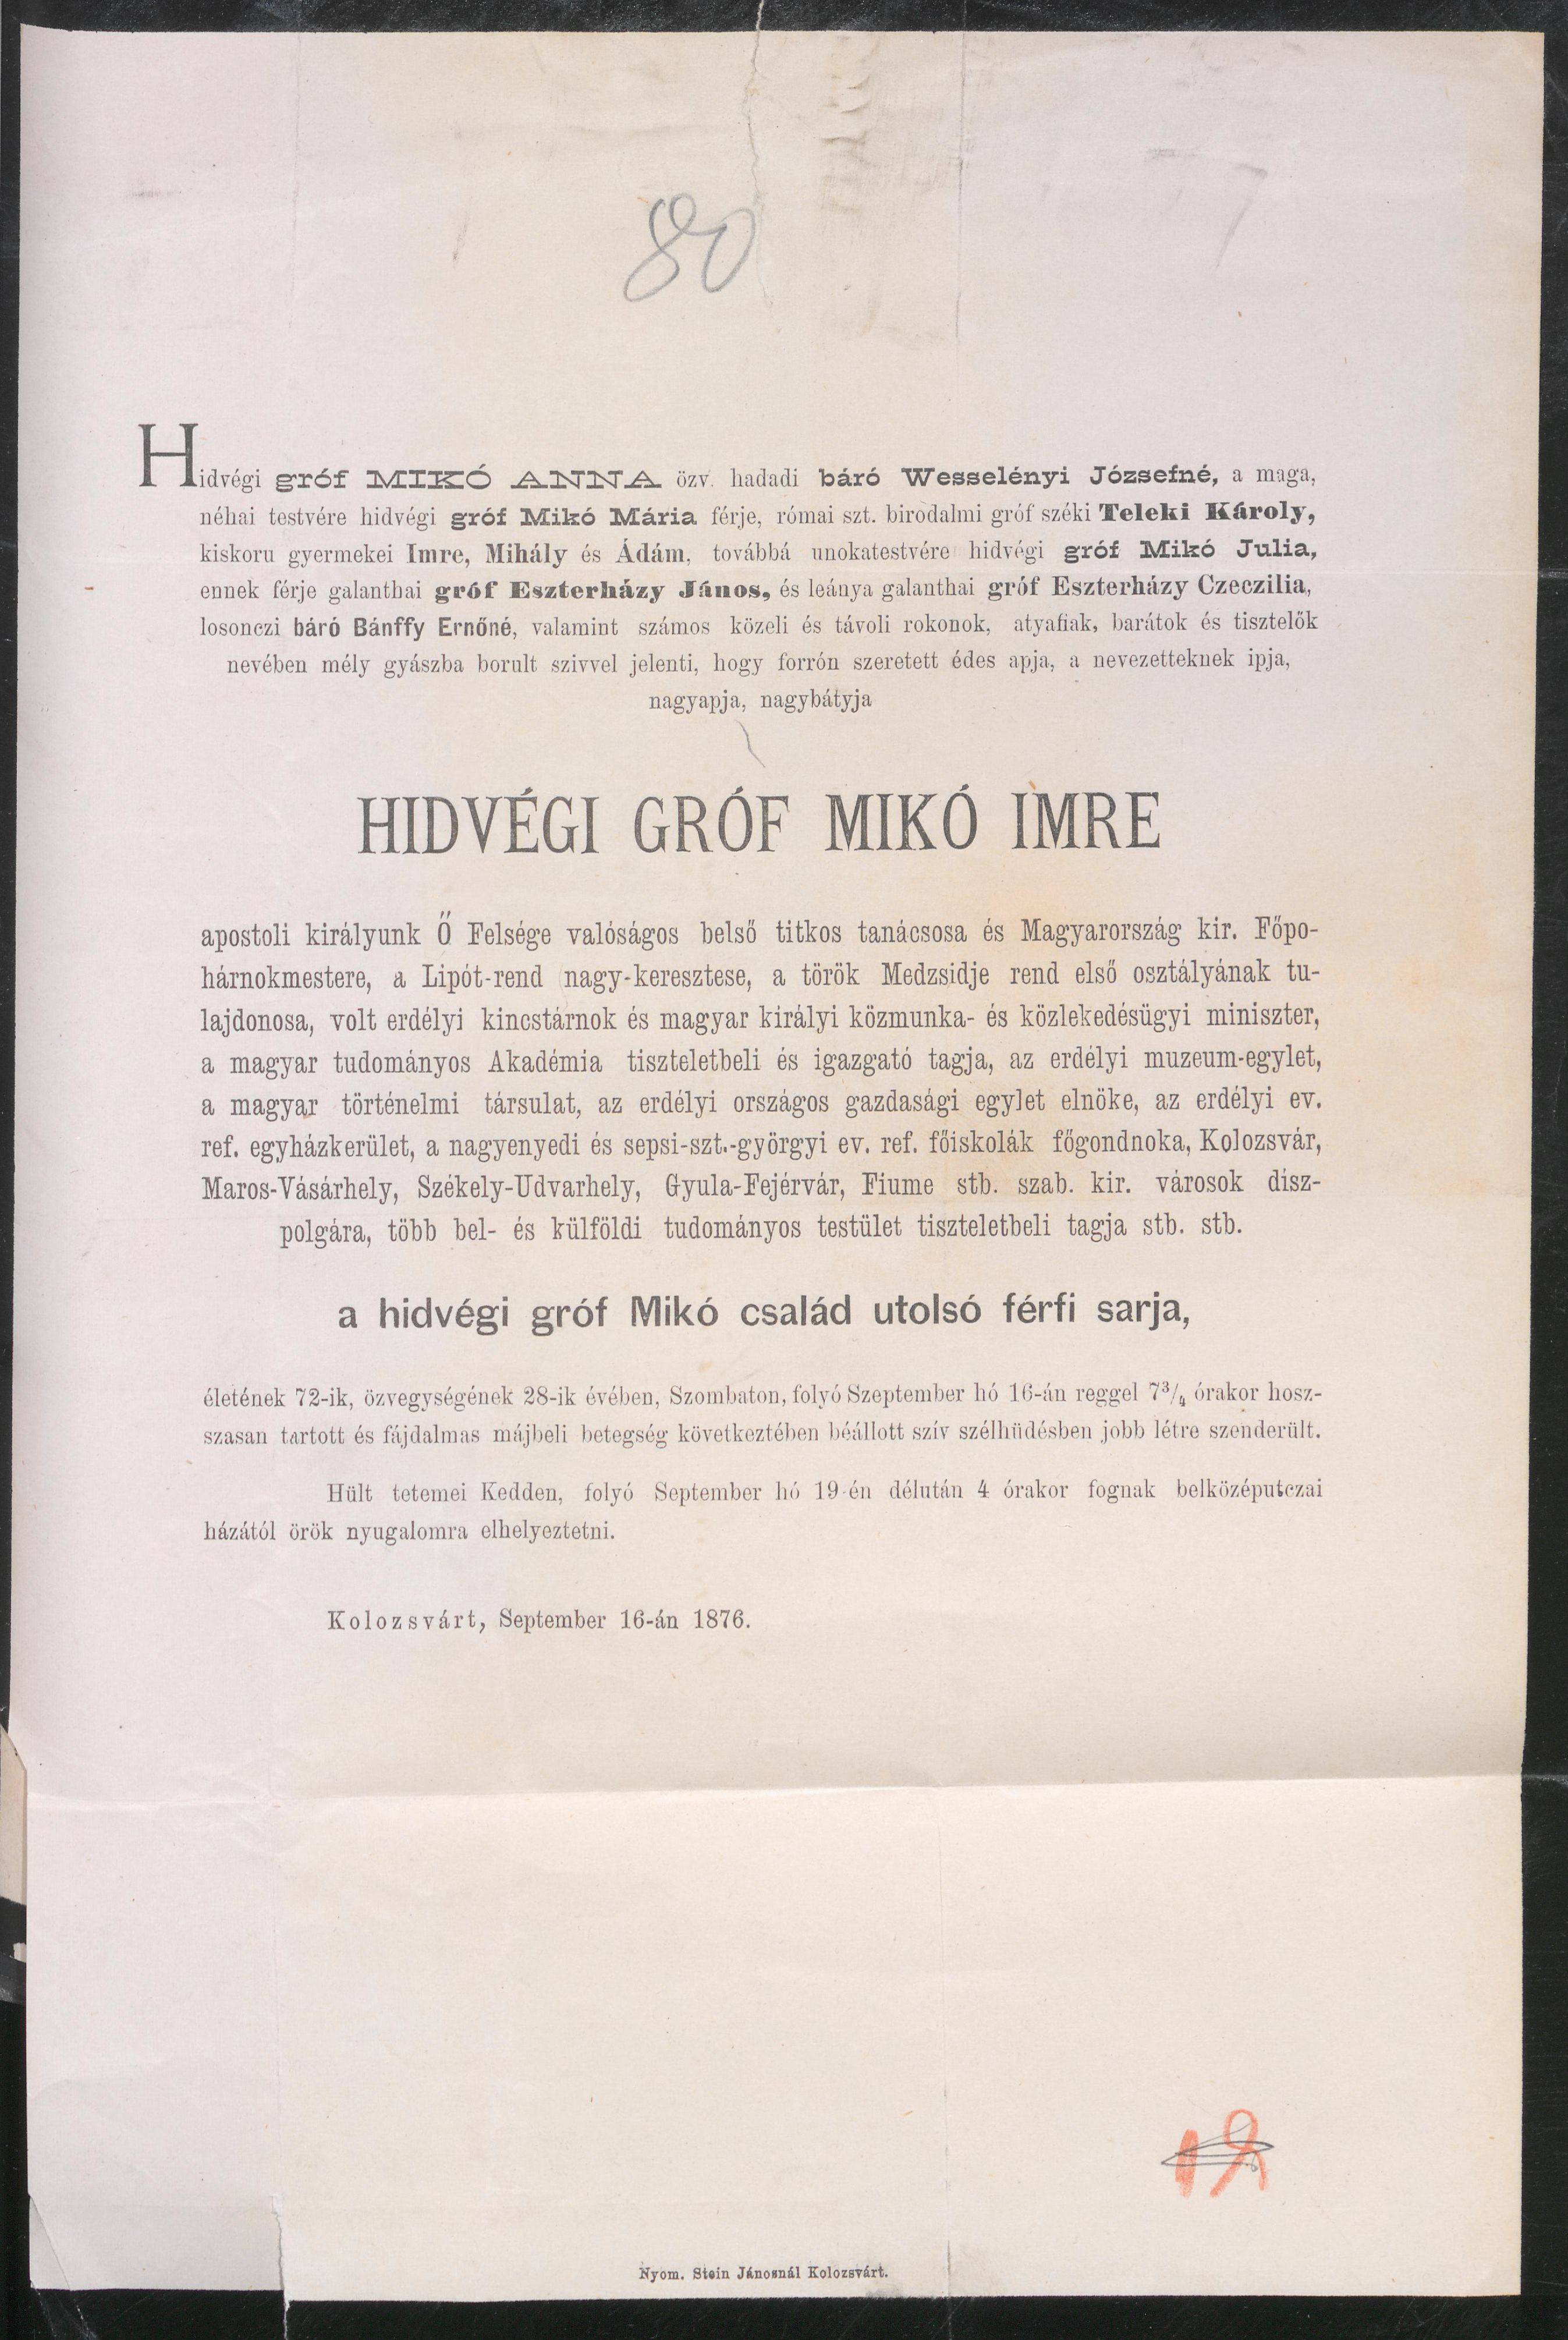 80
Hidvégi gróf MIKÓ ANNA özv. hadadi báró Wesselényi Józsefné, a maga,
néhai testvére hidvégi gróf Mikó Mária férje, római szt. birodalmi gróf széki Teleki Károly,
kiskoru gyermekei Imre, Mihály és Ádám, továbbá unokatestvére hidvégi gróf Mikó Julia,
ennek férje galanthai gróf Eszterházy János, és leánya galanthai gróf Eszterházy Czeczilia,
losonczi báró Bánffy Ernőné, valamint számos közeli és távoli rokonok, atyafiak, barátok és tisztelők
nevében mély gyászba borult szivvel jelenti, hogy forrón szeretett édes apja, a nevezetteknek ipja,
nagyapja, nagybátyja
HIDVÉGI GRÓF MIKÓ IMRE
apostoli királyunk Ő Felsége valóságos belső titkos tanácsosa és Magyarország kir. Főpo-
hárnokmestere, a Lipót-rend nagy-keresztese, a török Medzsidje rend első osztályának tu-
lajdonosa, volt erdélyi kincstárnok és magyar királyi közmunka- és közlekedésügyi miniszter,
a magyar tudományos Akadémia tiszteletbeli és igazgató tagja, az erdélyi muzeum-egylet,
a magyar történelmi társulat, az erdélyi országos gazdasági egylet elnöke, az erdélyi ev.
ref. egyházkerület, a nagyenyedi és sepsi-szt.-györgyi ev. ref. főiskolák főgondnoka, Kolozsvár,
Maros-Vásárhely, Székely-Udvarhely, Gyula-Fejérvár, Fiume stb. szab. kir. városok disz-
polgára, több bel- és külföldi tudományos testület tiszteletbeli tagja stb. stb.
a hidvégi gróf Mikó család utolsó férfi sarja,
életének 72-ik, özvegységének 28-ik évében, Szombaton, folyó Szeptember hó 16-án reggel 7¾ órakor hosz-
szasan tartott és fájdalmas májbeli betegség következtében béállott szív szélhüdésben jobb létre szenderült.
Hült tetemei Kedden, folyó September hó 19-én délután 4 órakor fognak belközéputczai
házától örök nyugalomra elhelyeztetni.
Kolozsvárt, September 16-án 1876.
Nyom. Stein Jánosnál Kolozsvárt.